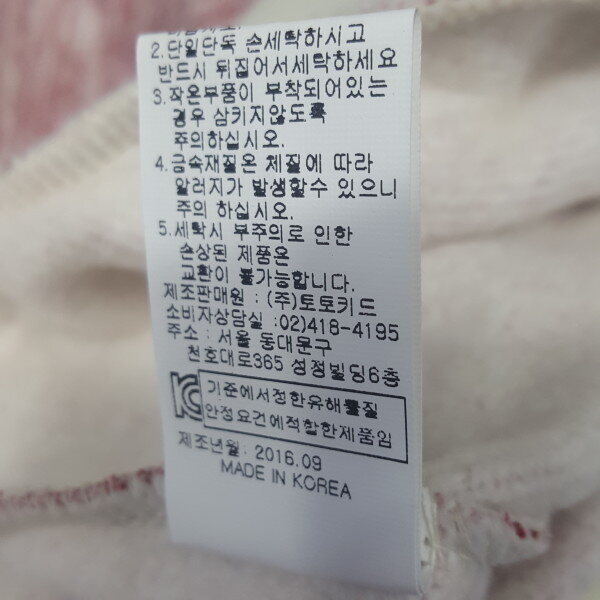 2.단일단독 손세탁하시고
반드시 뒤집어서세탁하세요
3.작은부품이 부착되어있는
경우 삼키지않도록
주의하십시오.
4.금속재질은 체질에 따라
알러지가 발생할수 있으니
주의 하십시오.
5.세탁시 부주의로 인한
손상된 제품은
교환이 불가능합니다.
제조판매원 : (주)토토키드
소비자상담실 :02)418-4195
주소 : 서울 동대문구
천호대로365 성정빌딩6층
KC 기준에서정한유해물질
안정요건에적합한제품임
제조년월: 2016.09
MADE IN KOREA